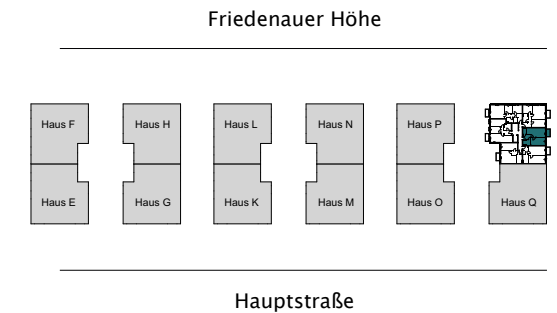 Friedenauer Höhe
Haus F
Haus H
Haus L
Haus N
Haus P
Haus E
Haus G
Haus K
Haus M
Haus O
Haus Q
Hauptstraße